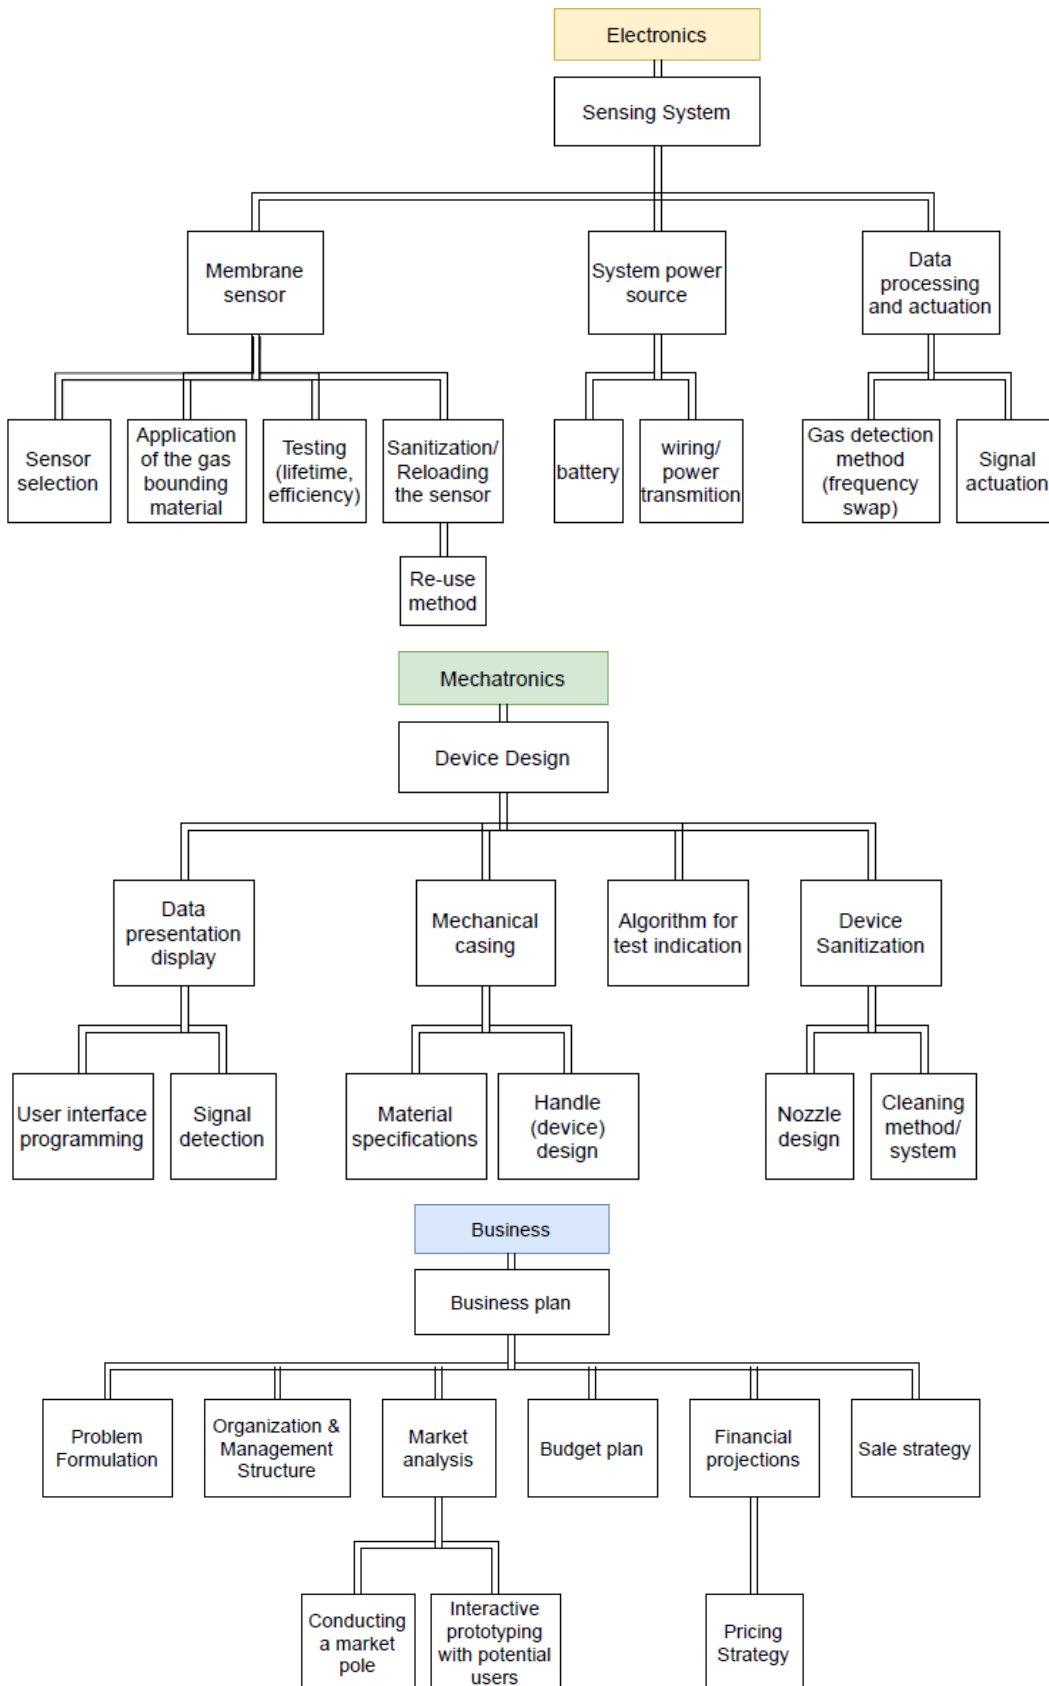 Electronics
Sensing System
Membrane
sensor
System power
source
Data
processing
and actuation
Sensor
selection
Application
of the gas
bounding
material
Testing
(lifetime,
efficiency)
Sanitization/
Reloading
the sensor
battery
wiring/
power
transmition
Gas detection
method
(frequency
swap)
Signal
actuation
Re-use
method
Mechatronics
Device Design
Data
presentation
display
Mechanical
casing
Algorithm for
test indication
Device
Sanitization
User interface
programming
Signal
detection
Material
specifications
Handle
(device)
design
Nozzle
design
Cleaning
method/
system
Business
Business plan
Problem
Formulation
Organization &
Management
Structure
Market
analysis
Budget plan
Financial
projections
Sale strategy
Conducting
a market
pole
Interactive
prototyping
with potential
users
Pricing
Strategy